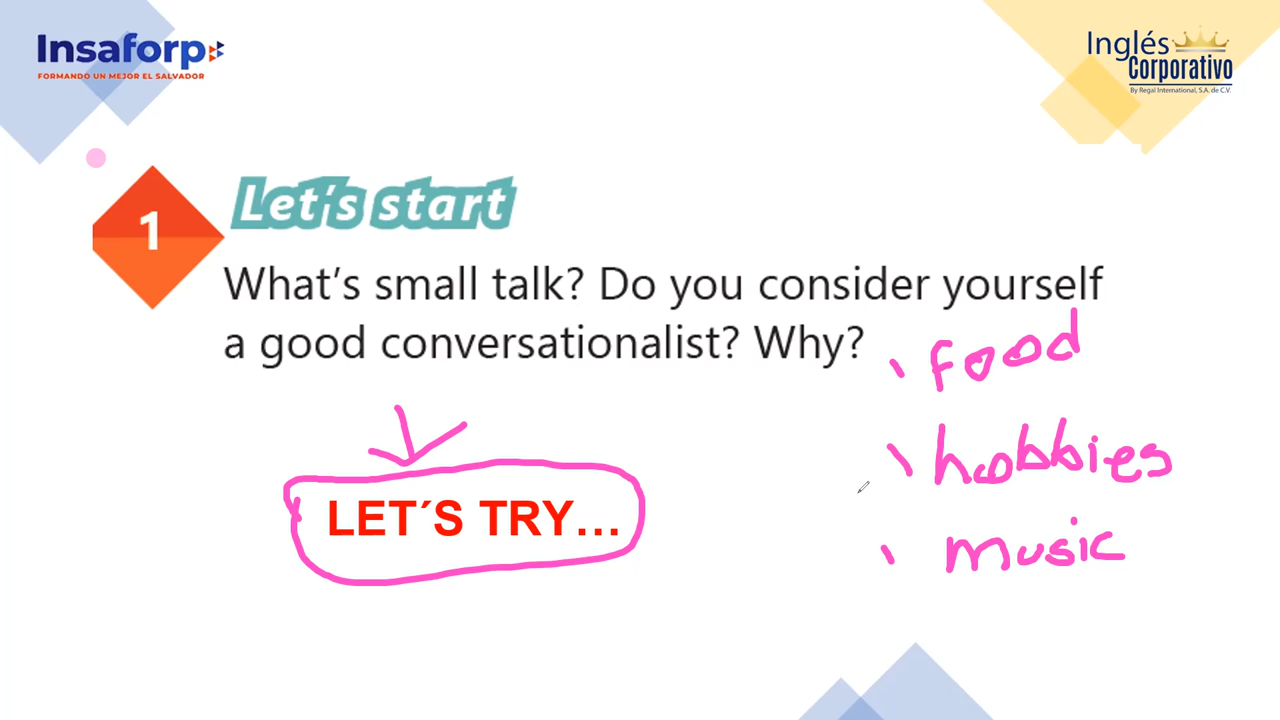 Insaforp
FORMANDO UN MEJOR EL SALVADOR
Inglés
Corporativo
By Regal International, S.A. de C.V.
1
Let's start
What's small talk? Do you consider yourself
a good conversationalist? Why?
food
hobbies
music
LET´S TRY...